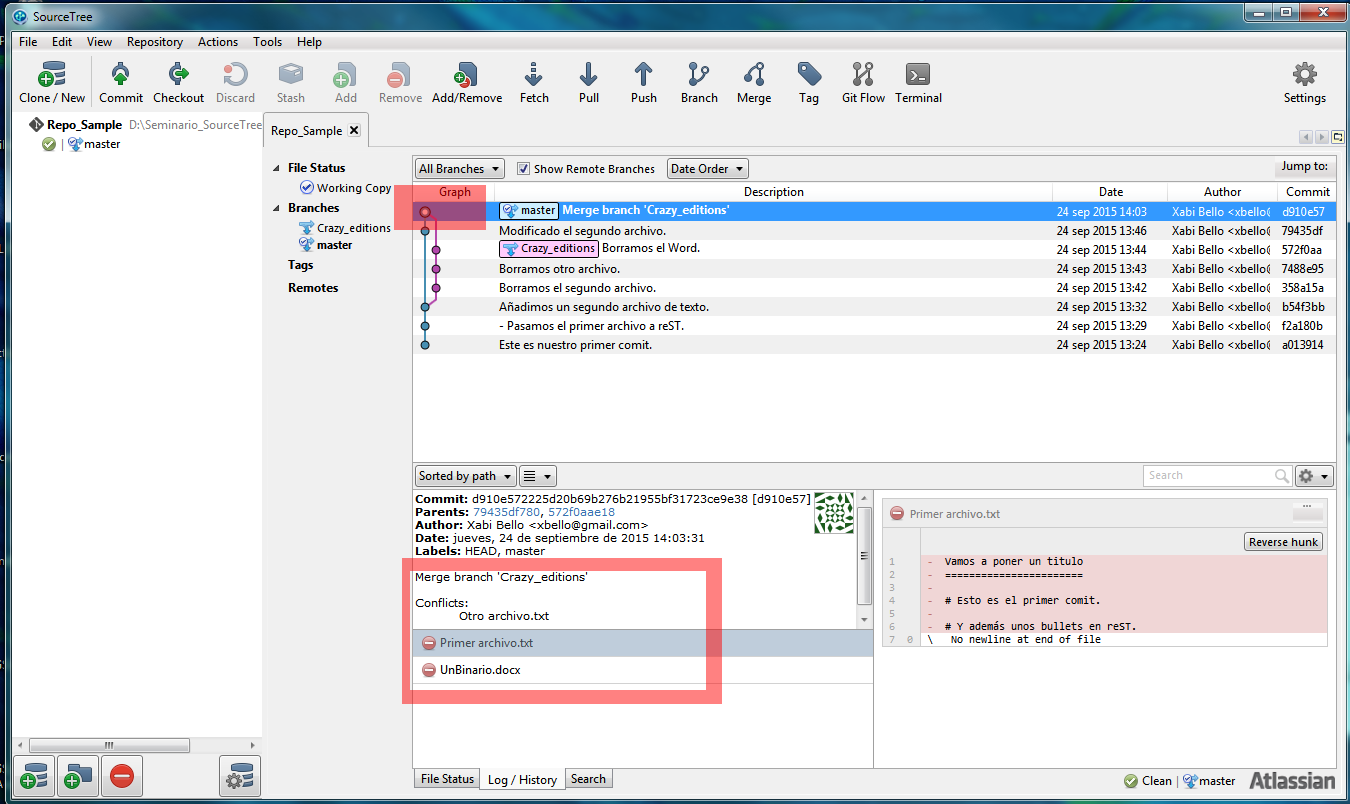 SourceTree
File Edit View Repository Actions Tools Help
Clone / New Commit Checkout Discard Stash Add Remove Add/Remove Fetch Pull Push Branch Merge Tag Git Flow Terminal Settings
Repo_Sample D:\Seminario_SourceTree
master
Repo_Sample
File Status
Working Copy
Branches
Crazy_editions
master
Tags
Remotes
All Branches Show Remote Branches Date Order Jump to:
Graph Description Date Author Commit
master Merge branch 'Crazy_editions' 24 sep 2015 14:03 Xabi Bello <xbello@ d910e57
Modificado el segundo archivo. 24 sep 2015 13:46 Xabi Bello <xbello@ 79435df
Crazy_editions Borramos el Word. 24 sep 2015 13:44 Xabi Bello <xbello@ 572f0aa
Borramos otro archivo. 24 sep 2015 13:43 Xabi Bello <xbello@ 7488e95
Borramos el segundo archivo. 24 sep 2015 13:42 Xabi Bello <xbello@ 358a15a
Añadimos un segundo archivo de texto. 24 sep 2015 13:32 Xabi Bello <xbello@ b54f3bb
- Pasamos el primer archivo a reST. 24 sep 2015 13:29 Xabi Bello <xbello@ f2a180b
Este es nuestro primer comit. 24 sep 2015 13:24 Xabi Bello <xbello@ a013914
Sorted by path Search
Commit: d910e572225d20b69b276b21955bf31723ce9e38 [d910e57]
Parents: 79435df780, 572f0aae18
Author: Xabi Bello <xbello@gmail.com>
Date: jueves, 24 de septiembre de 2015 14:03:31
Labels: HEAD, master
Merge branch 'Crazy_editions'
Conflicts:
Otro archivo.txt
Primer archivo.txt
UnBinario.docx
Primer archivo.txt ...
Reverse hunk
1 - Vamos a poner un titulo
2 - =======================
3 -
4 - # Esto es el primer comit.
5 -
6 - # Y además unos bullets en reST.
7 0 \ No newline at end of file
File Status Log / History Search
Clean master Atlassian